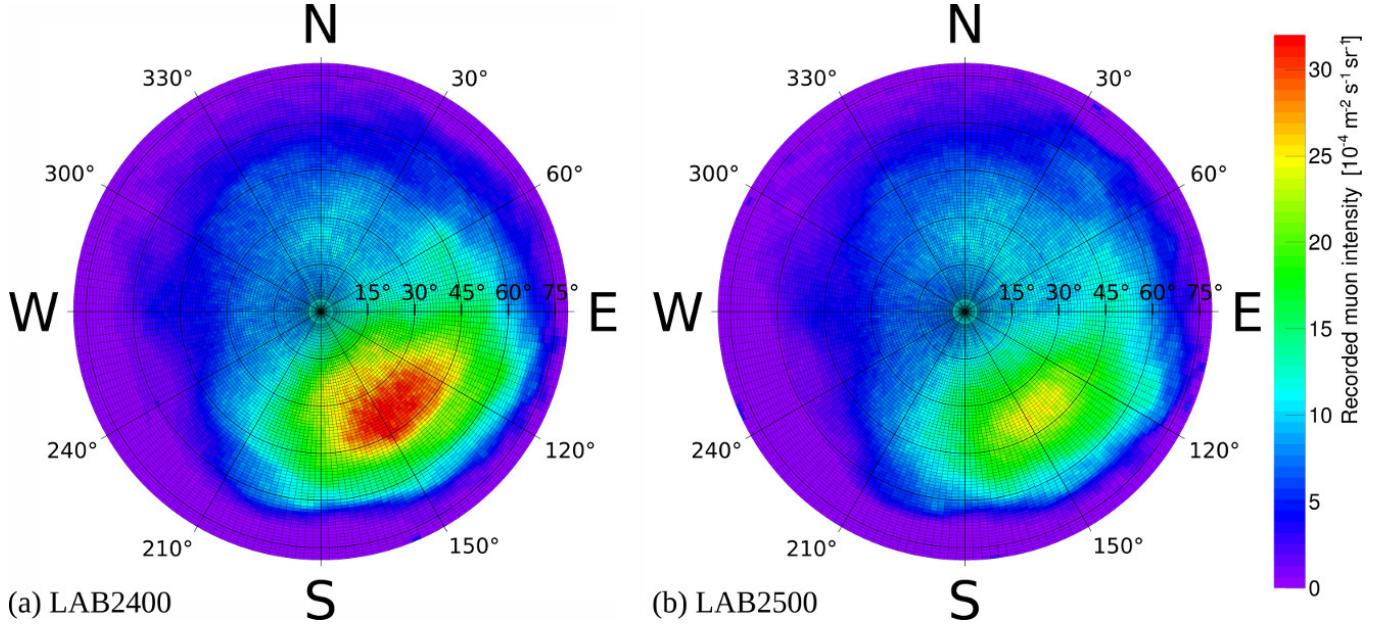 N
330° 30°
300° 60°
W 15° 30° 45° 60° 75° E
240° 120°
210° 150°
S
(a) LAB2400
N
330° 30°
300° 60°
W 15° 30° 45° 60° 75° E
240° 120°
210° 150°
S
(b) LAB2500
30
25
20
15
10
5
0
Recorded muon intensity [10⁻⁴ m⁻² s⁻¹ sr⁻¹]